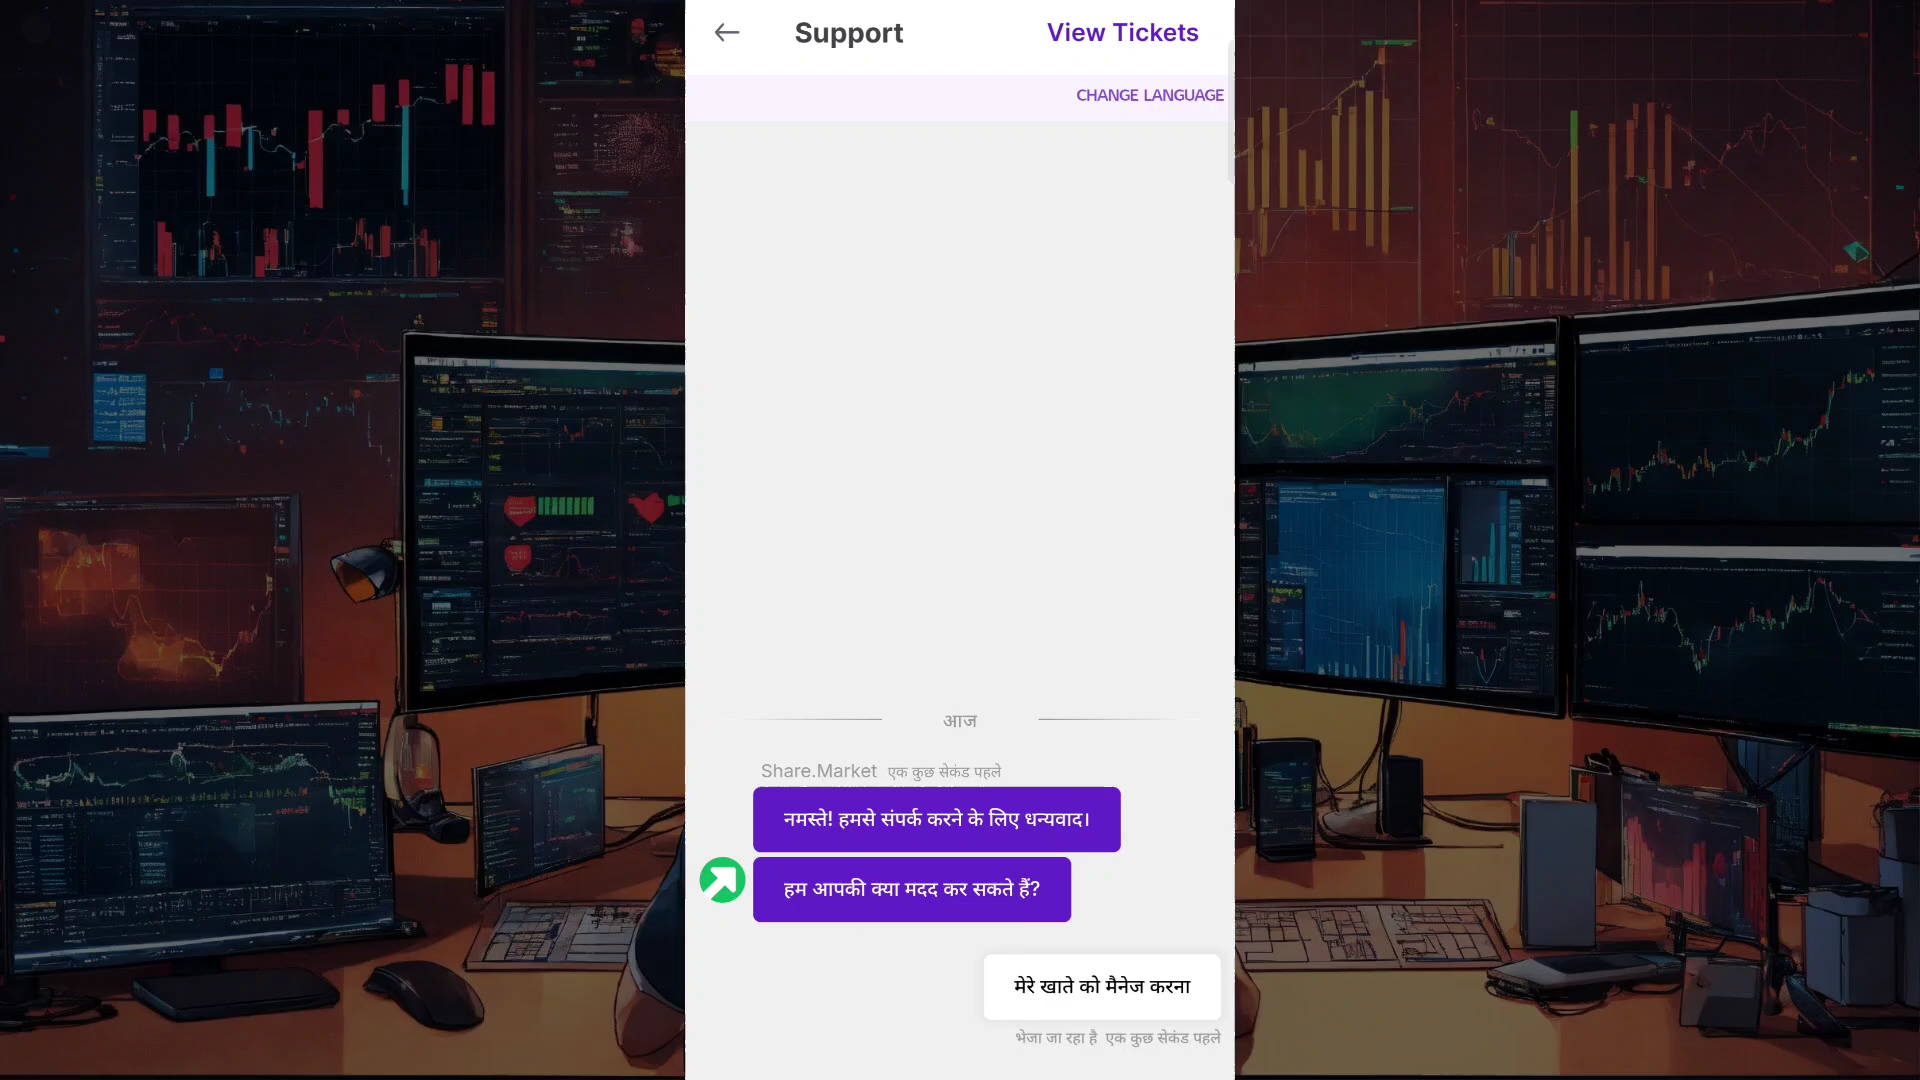 Support
View Tickets
CHANGE LANGUAGE
आज
Share.Market एक कुछ सेकंड पहले
नमस्ते! हमसे संपर्क करने के लिए धन्यवाद।
हम आपकी क्या मदद कर सकते हैं?
मेरे खाते को मैनेज करना
भेजा जा रहा है एक कुछ सेकंड पहले